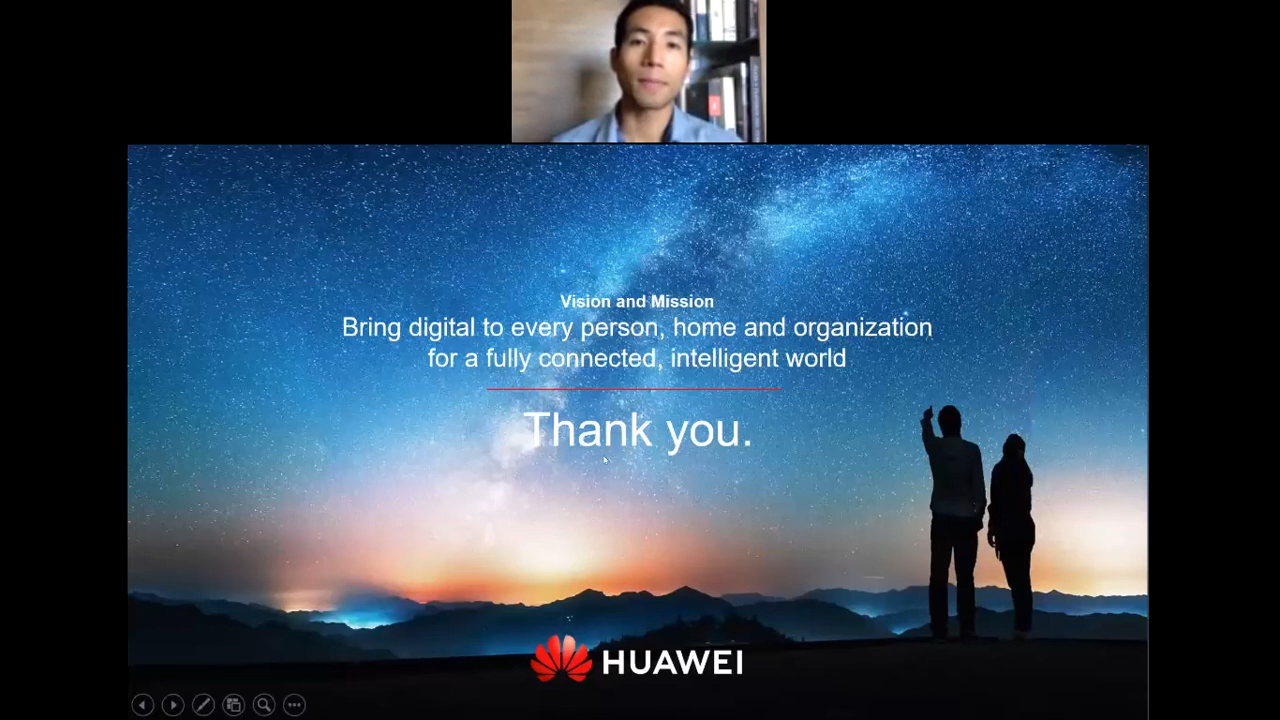 Vision and Mission
Bring digital to every person, home and organization
for a fully connected, intelligent world
Thank you.
HUAWEI